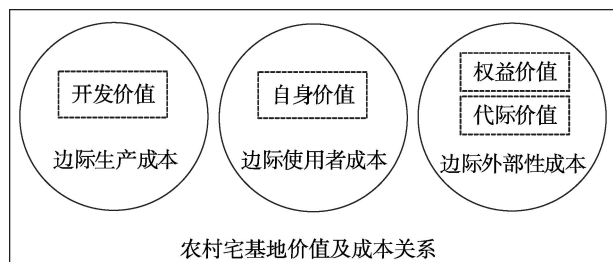 开发价值
边际生产成本
自身价值
边际使用者成本
权益价值
代际价值
边际外部性成本
农村宅基地价值及成本关系